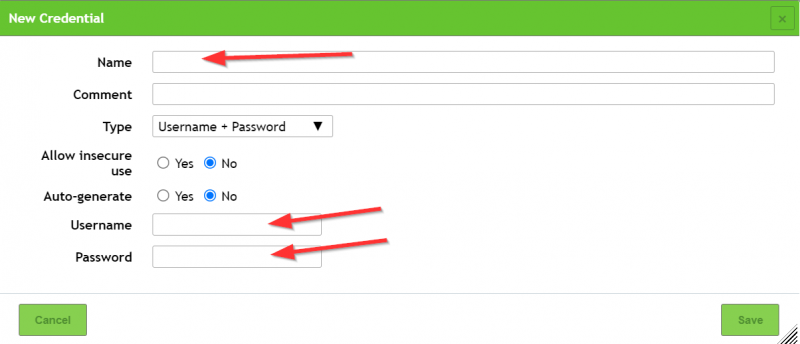 New Credential
×
Name
Comment
Type Username + Password ▼
Allow insecure
use
Yes No
Auto-generate Yes No
Username
Password
Cancel Save